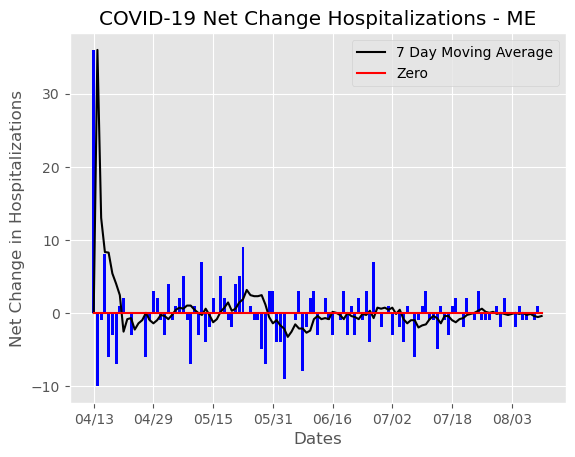 COVID-19 Net Change Hospitalizations - ME
7 Day Moving Average
Zero
Net Change in Hospitalizations
30
20
10
0
−10
04/13 04/29 05/15 05/31 06/16 07/02 07/18 08/03
Dates